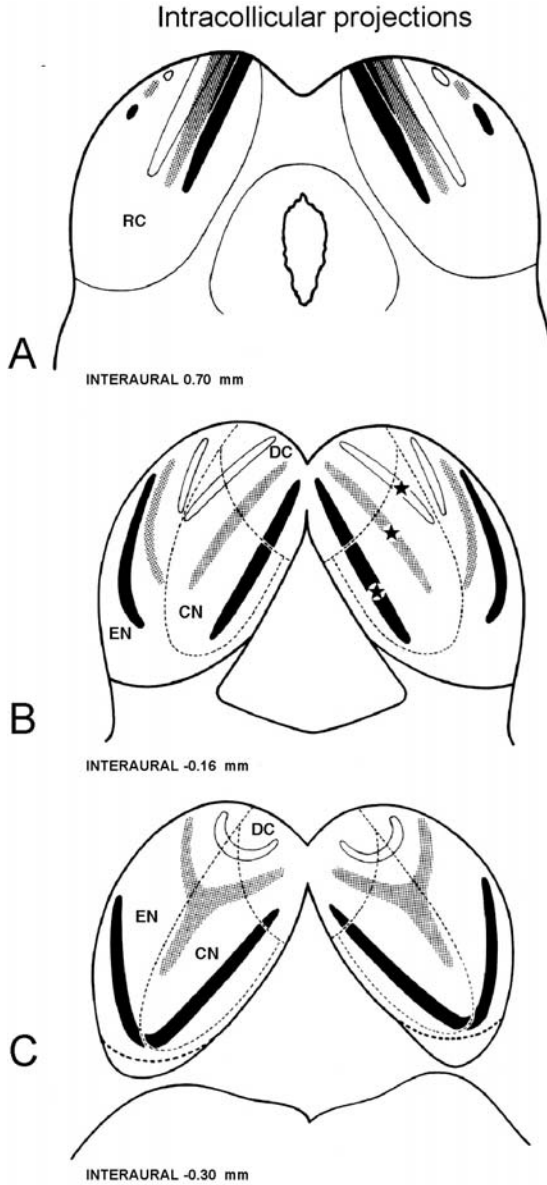 Intracollicular projections
RC
A
INTERAURAL 0.70 mm
DC
CN
EN
B
INTERAURAL -0.16 mm
DC
EN
CN
C
INTERAURAL -0.30 mm